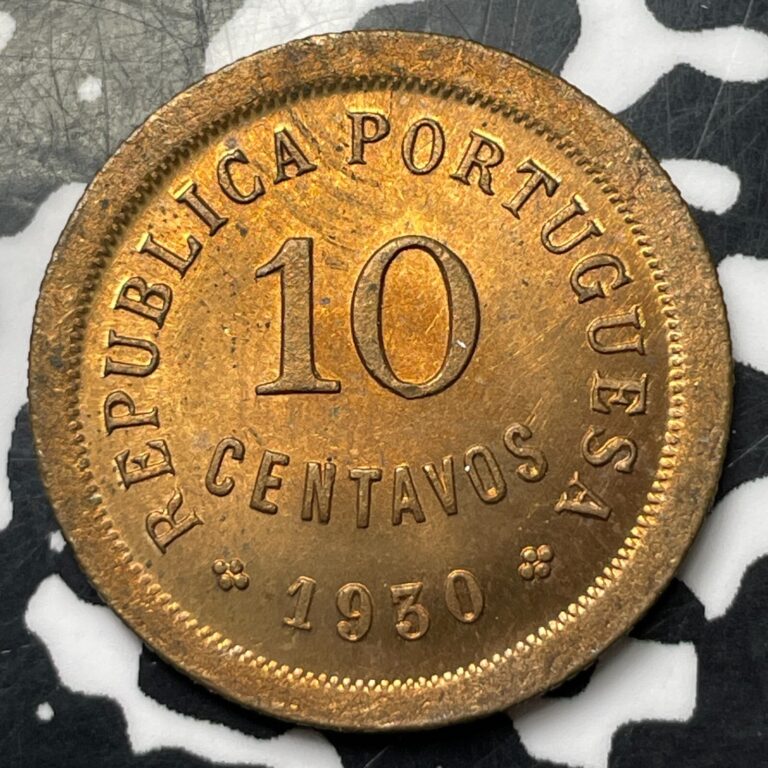 REPUBLICA PORTUGUESA
10
CENTAVOS
1930